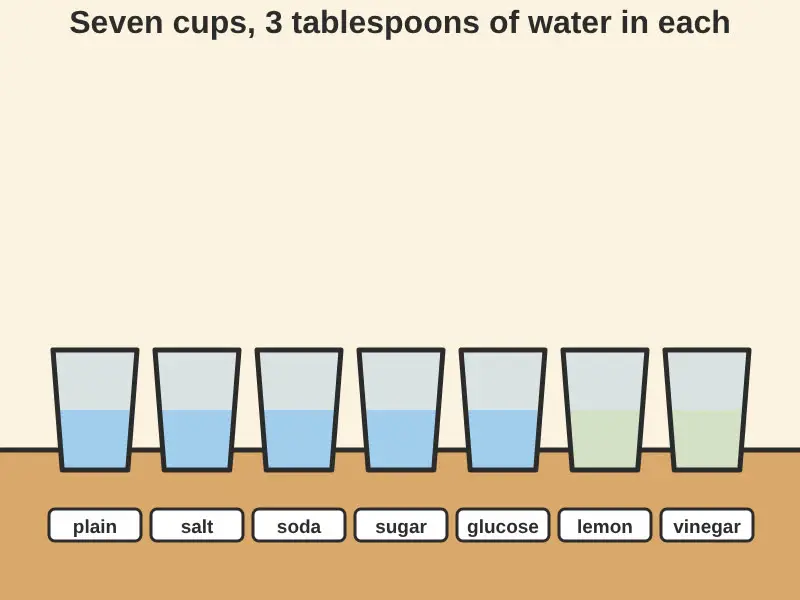 Seven cups, 3 tablespoons of water in each
plain salt soda sugar glucose lemon vinegar